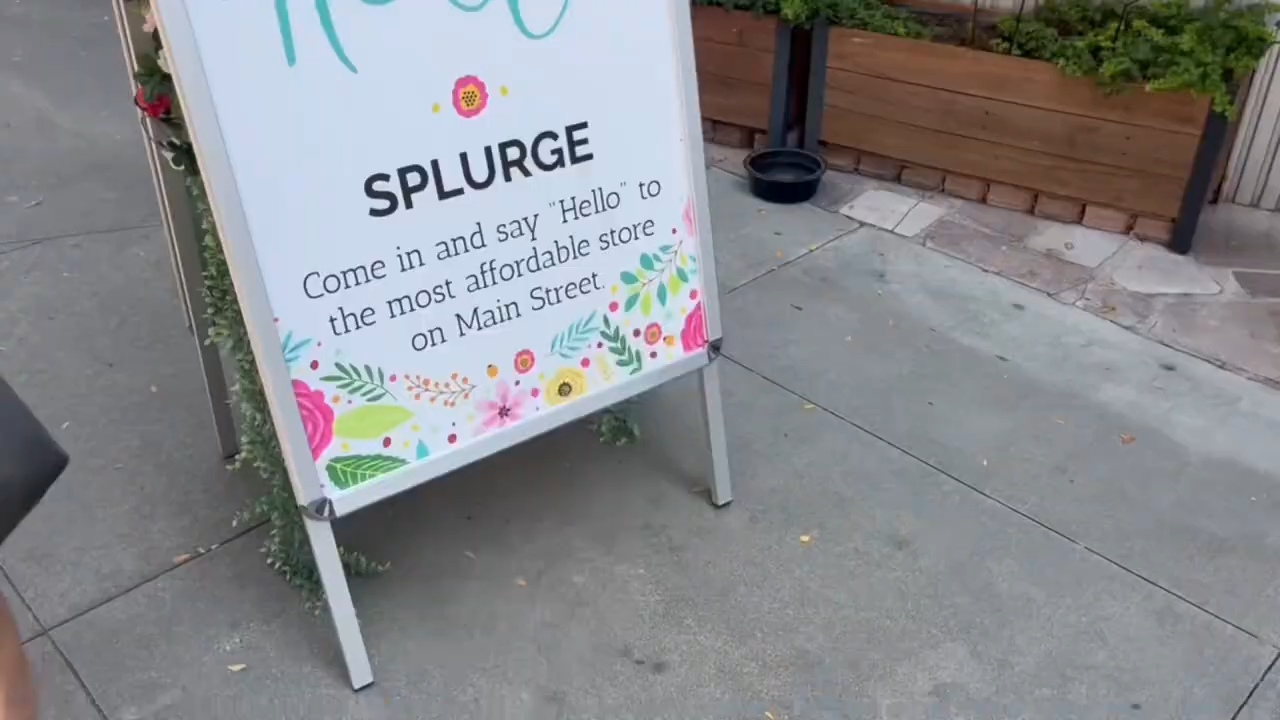 SPLURGE
Come in and say "Hello" to
the most affordable store
on Main Street.